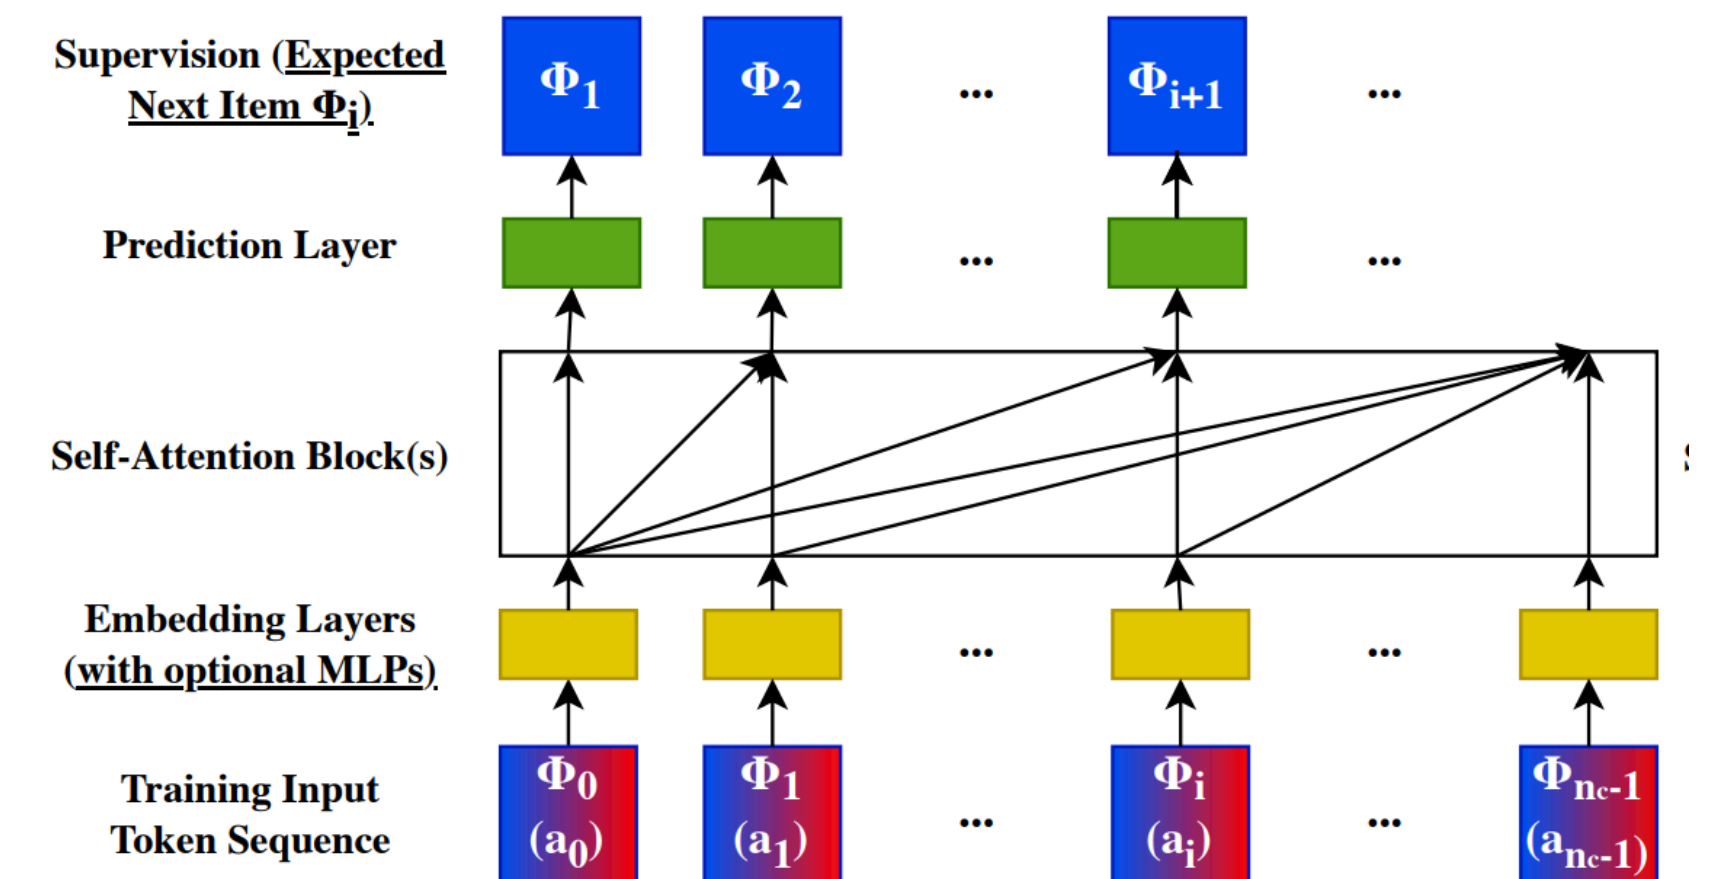 Supervision (Expected
Next Item Φi)
Φ1
Φ2
...
Φi+1
...
Prediction Layer
...
...
Self-Attention Block(s)
Embedding Layers
(with optional MLPs)
...
...
Training Input
Token Sequence
Φ0
(a0)
Φ1
(a1)
...
Φi
(ai)
...
Φnc-1
(anc-1)